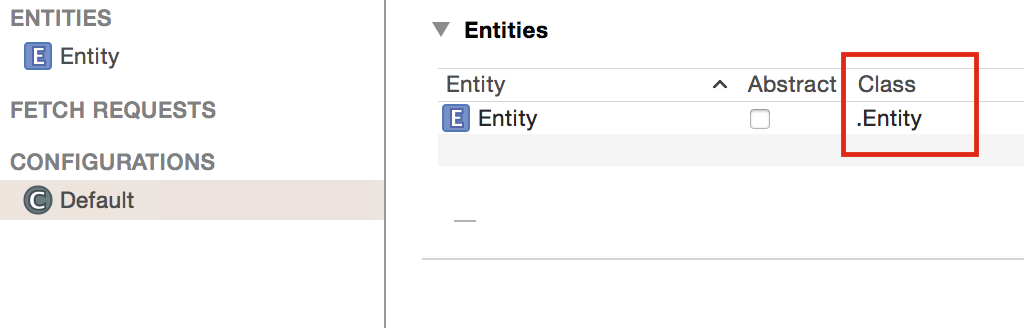 ENTITIES
E Entity
FETCH REQUESTS
CONFIGURATIONS
C Default
Entities
Entity Abstract Class
E Entity .Entity